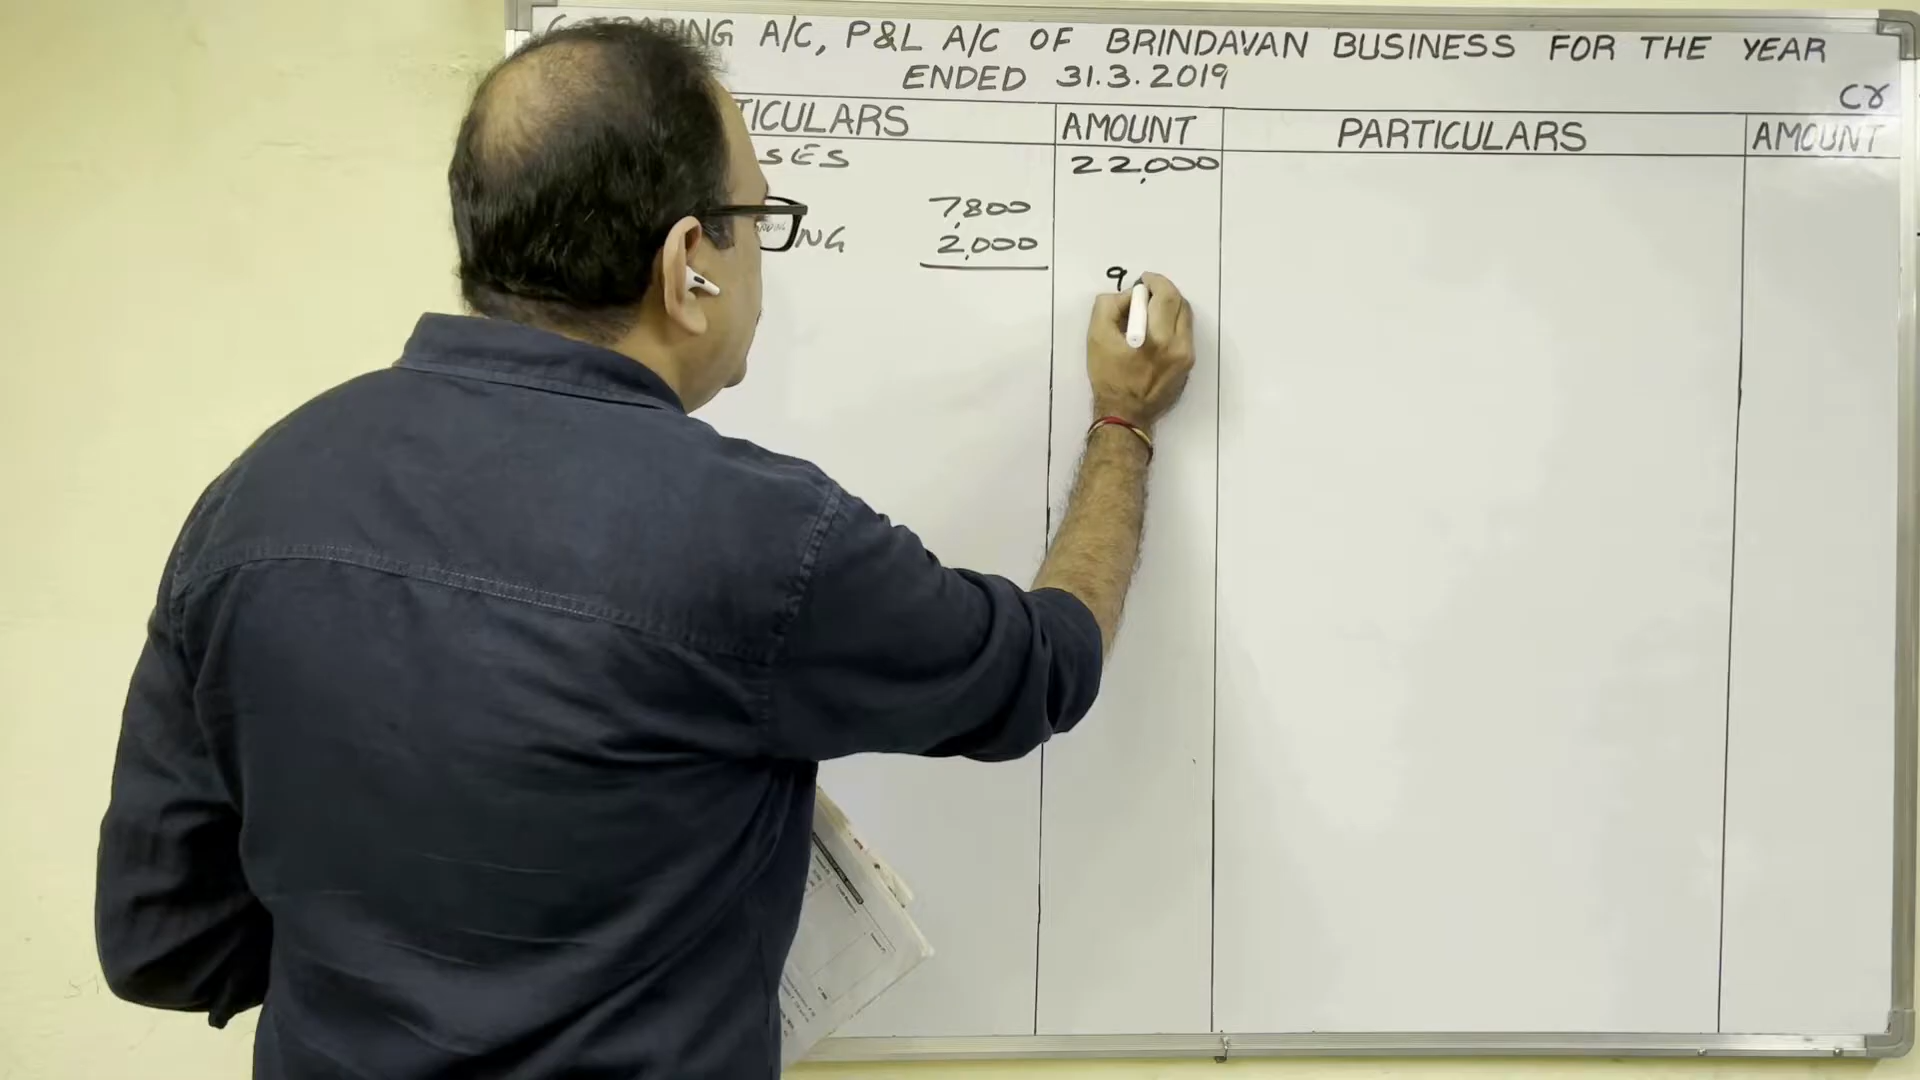 TRADING A/C, P&L A/C OF BRINDAVAN BUSINESS FOR THE YEAR
ENDED 31.3.2019
Cr
TICULARS AMOUNT PARTICULARS AMOUNT
SES 22,000
7,800
NG 2,000
9